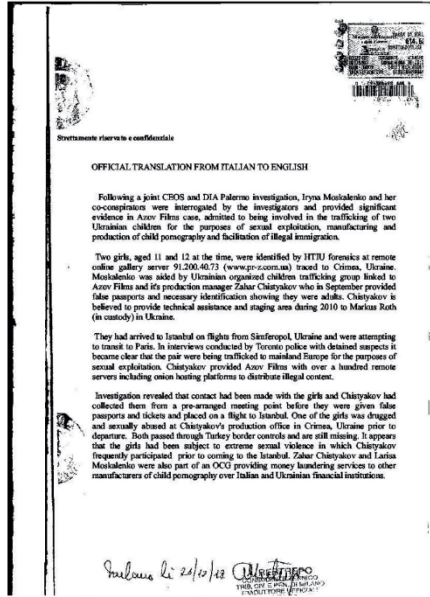 Strettamente riservato e confidenziale
OFFICIAL TRANSLATION FROM ITALIAN TO ENGLISH
Following a joint CEOS and DIA Palermo investigation, Iryna Moskalenko and her
co-conspirators were interrogated by the investigators and provided significant
evidence in Azov Films case, admitted to being involved in the trafficking of two
Ukrainian children for the purposes of sexual exploitation, manufacturing and
production of child pornography and facilitation of illegal immigration.
Two girls, aged 11 and 12 at the time, were identified by HTIU forensics at remote
online gallery server 91.200.40.73 (www.pr-z.com.ua) traced to Crimea, Ukraine.
Moskalenko was aided by Ukrainian organized children trafficking group linked to
Azov Films and it's production manager Zahar Chistyakov who in September provided
false passports and necessary identification showing they were adults. Chistyakov is
believed to provide technical assistance and staging area during 2010 to Markus Roth
(in custody) in Ukraine.
They had arrived to Istanbul on flights from Simferopol, Ukraine and were attempting
to transit to Paris. In interviews conducted by Toronto police with detained suspects it
became clear that the pair were being trafficked to mainland Europe for the purposes of
sexual exploitation. Chistyakov provided Azov Films with over a hundred remote
servers including onion hosting platforms to distribute illegal content.
Investigation revealed that contact had been made with the girls and Chistyakov had
collected them from a pre-arranged meeting point before they were given false
passports and tickets and placed on a flight to Istanbul. One of the girls was drugged
and sexually abused at Chistyakov's production office in Crimea, Ukraine prior to
departure. Both passed through Turkey border controls and are still missing. It appears
that the girls had been subject to extreme sexual violence in which Chistyakov
frequently participated prior to coming to the Istanbul. Zahar Chistyakov and Larisa
Moskalenko were also part of an OCG providing money laundering services to other
manufacturers of child pornography over Italian and Ukrainian financial institutions.
TRIB. CIV. E PEN. DI MILANO
TRADUTTORE UFFICIALE